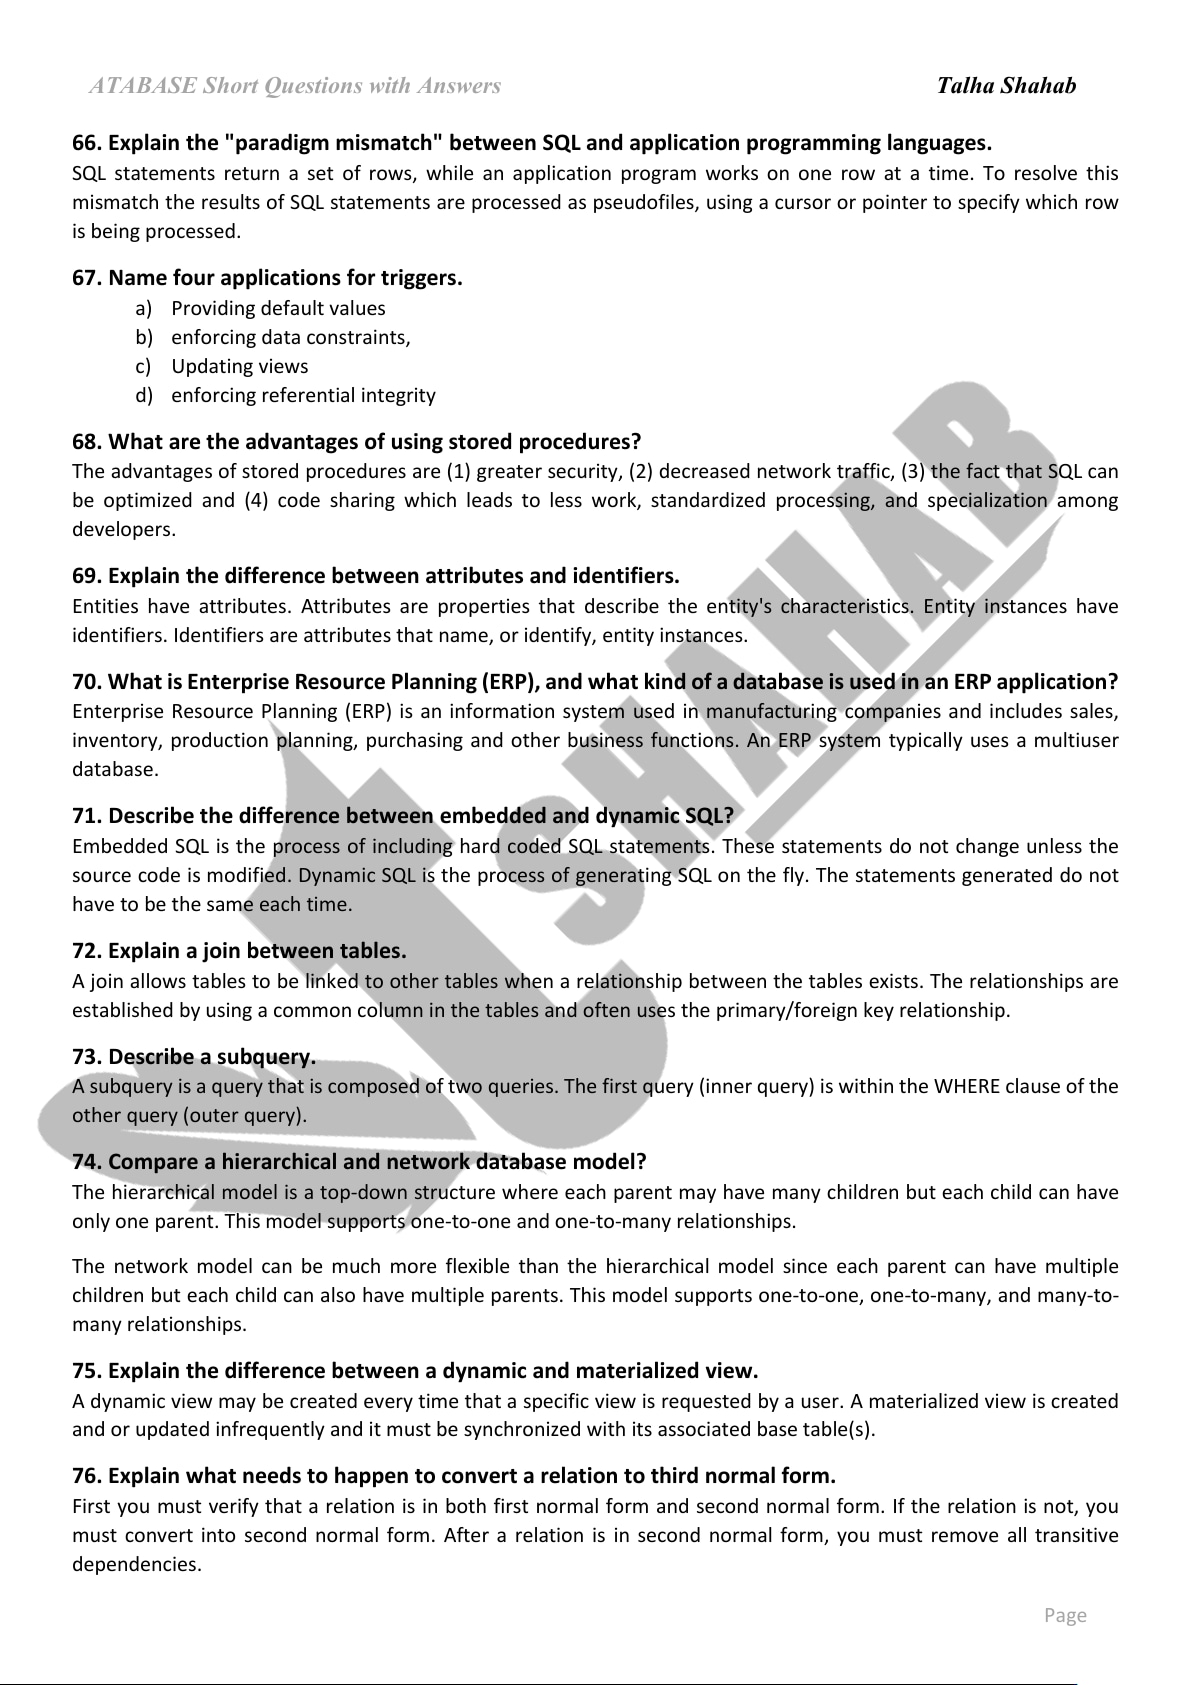 ATABASE Short Questions with Answers Talha Shahab
66. Explain the "paradigm mismatch" between SQL and application programming languages.
SQL statements return a set of rows, while an application program works on one row at a time. To resolve this
mismatch the results of SQL statements are processed as pseudofiles, using a cursor or pointer to specify which row
is being processed.
67. Name four applications for triggers.
a) Providing default values
b) enforcing data constraints,
c) Updating views
d) enforcing referential integrity
68. What are the advantages of using stored procedures?
The advantages of stored procedures are (1) greater security, (2) decreased network traffic, (3) the fact that SQL can
be optimized and (4) code sharing which leads to less work, standardized processing, and specialization among
developers.
69. Explain the difference between attributes and identifiers.
Entities have attributes. Attributes are properties that describe the entity's characteristics. Entity instances have
identifiers. Identifiers are attributes that name, or identify, entity instances.
70. What is Enterprise Resource Planning (ERP), and what kind of a database is used in an ERP application?
Enterprise Resource Planning (ERP) is an information system used in manufacturing companies and includes sales,
inventory, production planning, purchasing and other business functions. An ERP system typically uses a multiuser
database.
71. Describe the difference between embedded and dynamic SQL?
Embedded SQL is the process of including hard coded SQL statements. These statements do not change unless the
source code is modified. Dynamic SQL is the process of generating SQL on the fly. The statements generated do not
have to be the same each time.
72. Explain a join between tables.
A join allows tables to be linked to other tables when a relationship between the tables exists. The relationships are
established by using a common column in the tables and often uses the primary/foreign key relationship.
73. Describe a subquery.
A subquery is a query that is composed of two queries. The first query (inner query) is within the WHERE clause of the
other query (outer query).
74. Compare a hierarchical and network database model?
The hierarchical model is a top-down structure where each parent may have many children but each child can have
only one parent. This model supports one-to-one and one-to-many relationships.
The network model can be much more flexible than the hierarchical model since each parent can have multiple
children but each child can also have multiple parents. This model supports one-to-one, one-to-many, and many-to-
many relationships.
75. Explain the difference between a dynamic and materialized view.
A dynamic view may be created every time that a specific view is requested by a user. A materialized view is created
and or updated infrequently and it must be synchronized with its associated base table(s).
76. Explain what needs to happen to convert a relation to third normal form.
First you must verify that a relation is in both first normal form and second normal form. If the relation is not, you
must convert into second normal form. After a relation is in second normal form, you must remove all transitive
dependencies.
Page
SHAHAB